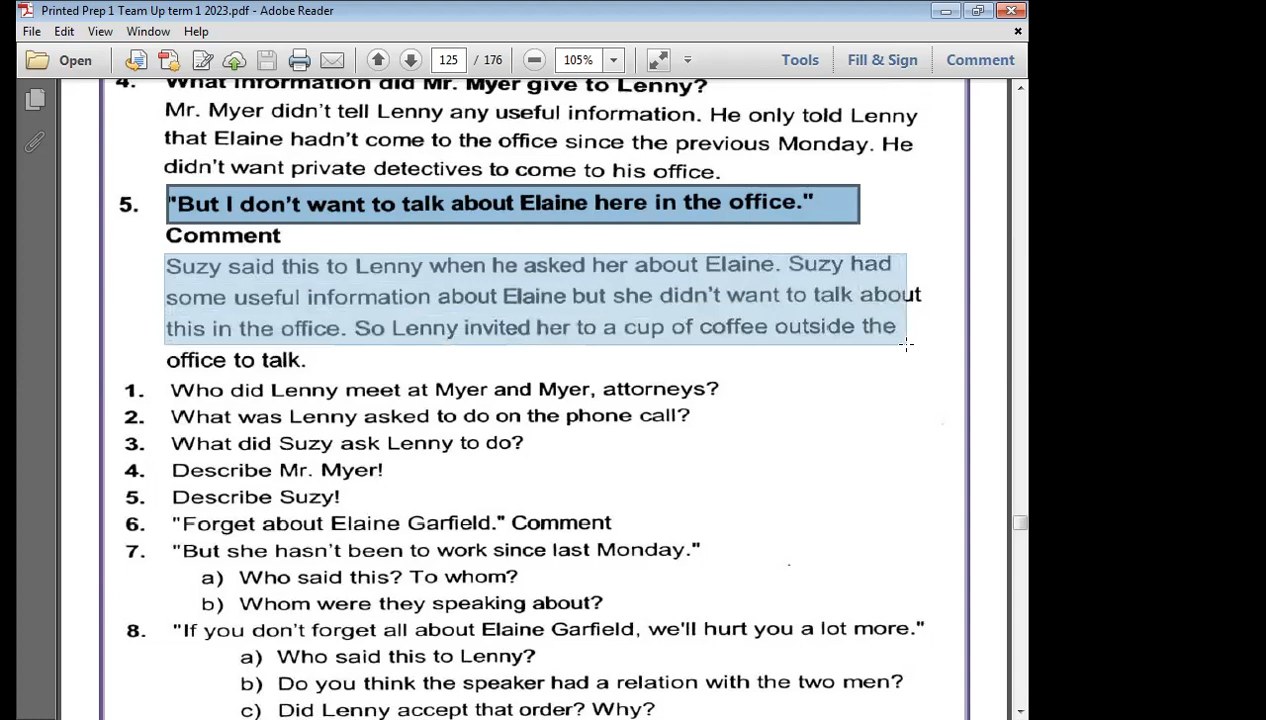 Printed Prep 1 Team Up term 1 2023.pdf - Adobe Reader
File Edit View Window Help
Open 125 / 176 105% Tools Fill & Sign Comment
4. What information did Mr. Myer give to Lenny?
Mr. Myer didn't tell Lenny any useful information. He only told Lenny
that Elaine hadn't come to the office since the previous Monday. He
didn't want private detectives to come to his office.
5. "But I don't want to talk about Elaine here in the office."
Comment
Suzy said this to Lenny when he asked her about Elaine. Suzy had
some useful information about Elaine but she didn't want to talk about
this in the office. So Lenny invited her to a cup of coffee outside the
office to talk.
1. Who did Lenny meet at Myer and Myer, attorneys?
2. What was Lenny asked to do on the phone call?
3. What did Suzy ask Lenny to do?
4. Describe Mr. Myer!
5. Describe Suzy!
6. "Forget about Elaine Garfield." Comment
7. "But she hasn't been to work since last Monday."
a) Who said this? To whom?
b) Whom were they speaking about?
8. "If you don't forget all about Elaine Garfield, we'll hurt you a lot more."
a) Who said this to Lenny?
b) Do you think the speaker had a relation with the two men?
c) Did Lenny accept that order? Why?